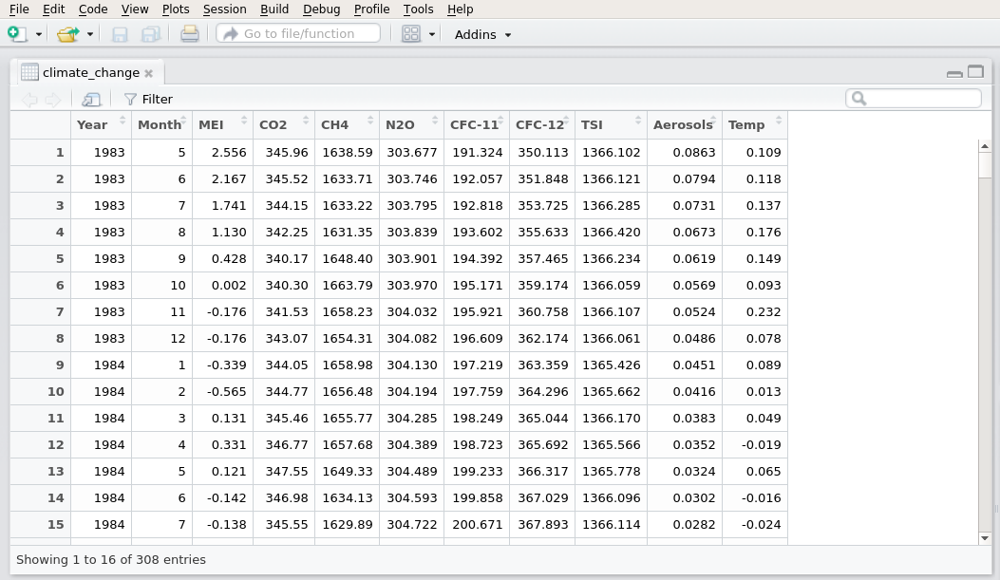 File Edit Code View Plots Session Build Debug Profile Tools Help
Go to file/function Addins
climate_change
Filter
Year Month MEI CO2 CH4 N2O CFC-11 CFC-12 TSI Aerosols Temp
1 1983 5 2.556 345.96 1638.59 303.677 191.324 350.113 1366.102 0.0863 0.109
2 1983 6 2.167 345.52 1633.71 303.746 192.057 351.848 1366.121 0.0794 0.118
3 1983 7 1.741 344.15 1633.22 303.795 192.818 353.725 1366.285 0.0731 0.137
4 1983 8 1.130 342.25 1631.35 303.839 193.602 355.633 1366.420 0.0673 0.176
5 1983 9 0.428 340.17 1648.40 303.901 194.392 357.465 1366.234 0.0619 0.149
6 1983 10 0.002 340.30 1663.79 303.970 195.171 359.174 1366.059 0.0569 0.093
7 1983 11 -0.176 341.53 1658.23 304.032 195.921 360.758 1366.107 0.0524 0.232
8 1983 12 -0.176 343.07 1654.31 304.082 196.609 362.174 1366.061 0.0486 0.078
9 1984 1 -0.339 344.05 1658.98 304.130 197.219 363.359 1365.426 0.0451 0.089
10 1984 2 -0.565 344.77 1656.48 304.194 197.759 364.296 1365.662 0.0416 0.013
11 1984 3 0.131 345.46 1655.77 304.285 198.249 365.044 1366.170 0.0383 0.049
12 1984 4 0.331 346.77 1657.68 304.389 198.723 365.692 1365.566 0.0352 -0.019
13 1984 5 0.121 347.55 1649.33 304.489 199.233 366.317 1365.778 0.0324 0.065
14 1984 6 -0.142 346.98 1634.13 304.593 199.858 367.029 1366.096 0.0302 -0.016
15 1984 7 -0.138 345.55 1629.89 304.722 200.671 367.893 1366.114 0.0282 -0.024
Showing 1 to 16 of 308 entries